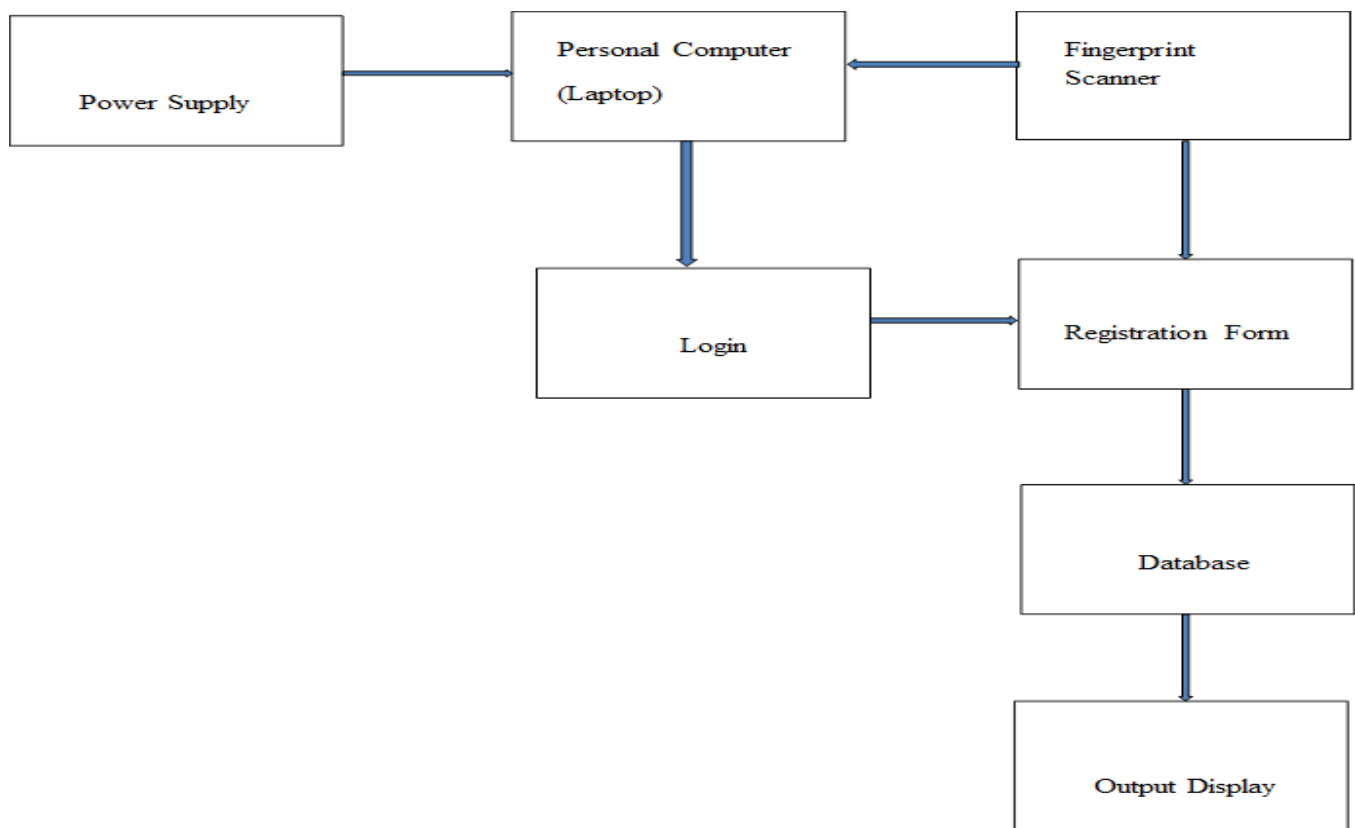 Power Supply
Personal Computer
(Laptop)
Fingerprint
Scanner
Login
Registration Form
Database
Output Display